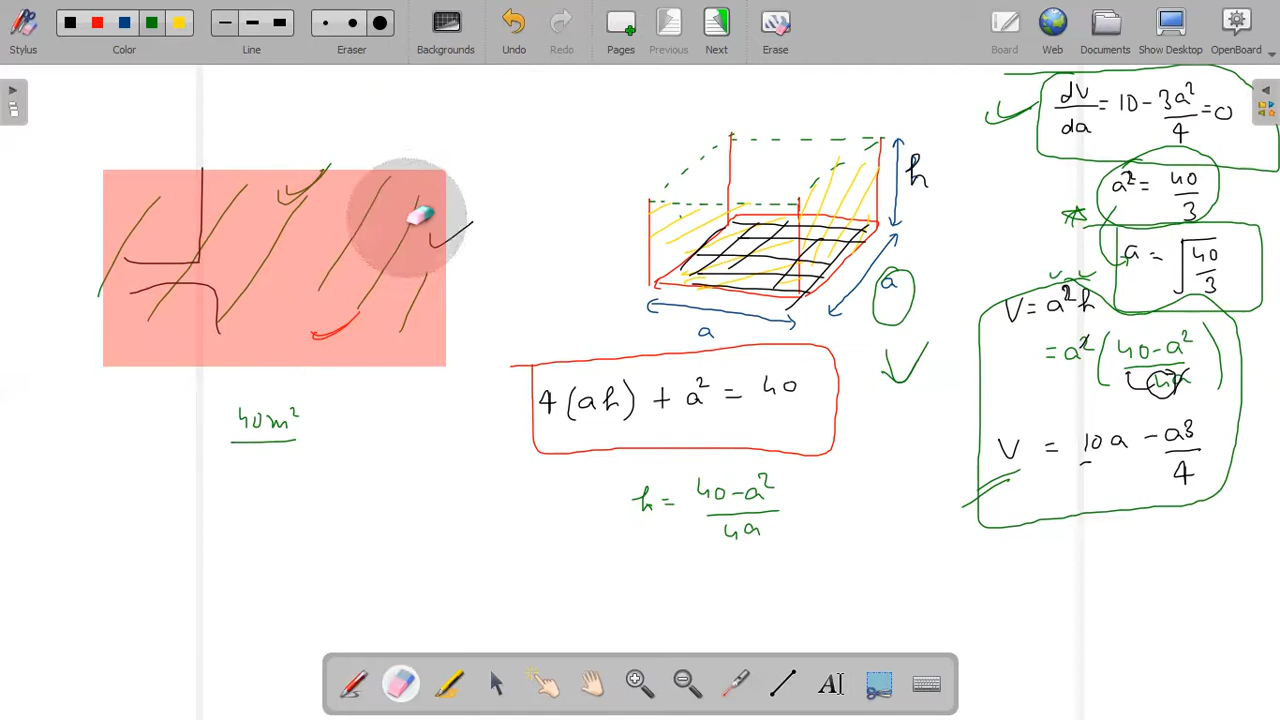 Stylus
Color
Line
Eraser
Backgrounds
Undo
Redo
Pages
Previous
Next
Erase
Board
Web
Documents
Show Desktop
OpenBoard
40m²
h
a
a
4(ah) + a² = 40
h = 40-a²
4a
dV/da = 10 - 3a²/4 = 0
a² = 40/3
a = √40/3
V = a²h
= a²(40-a²/4a)
V = 10a - a3/4
A